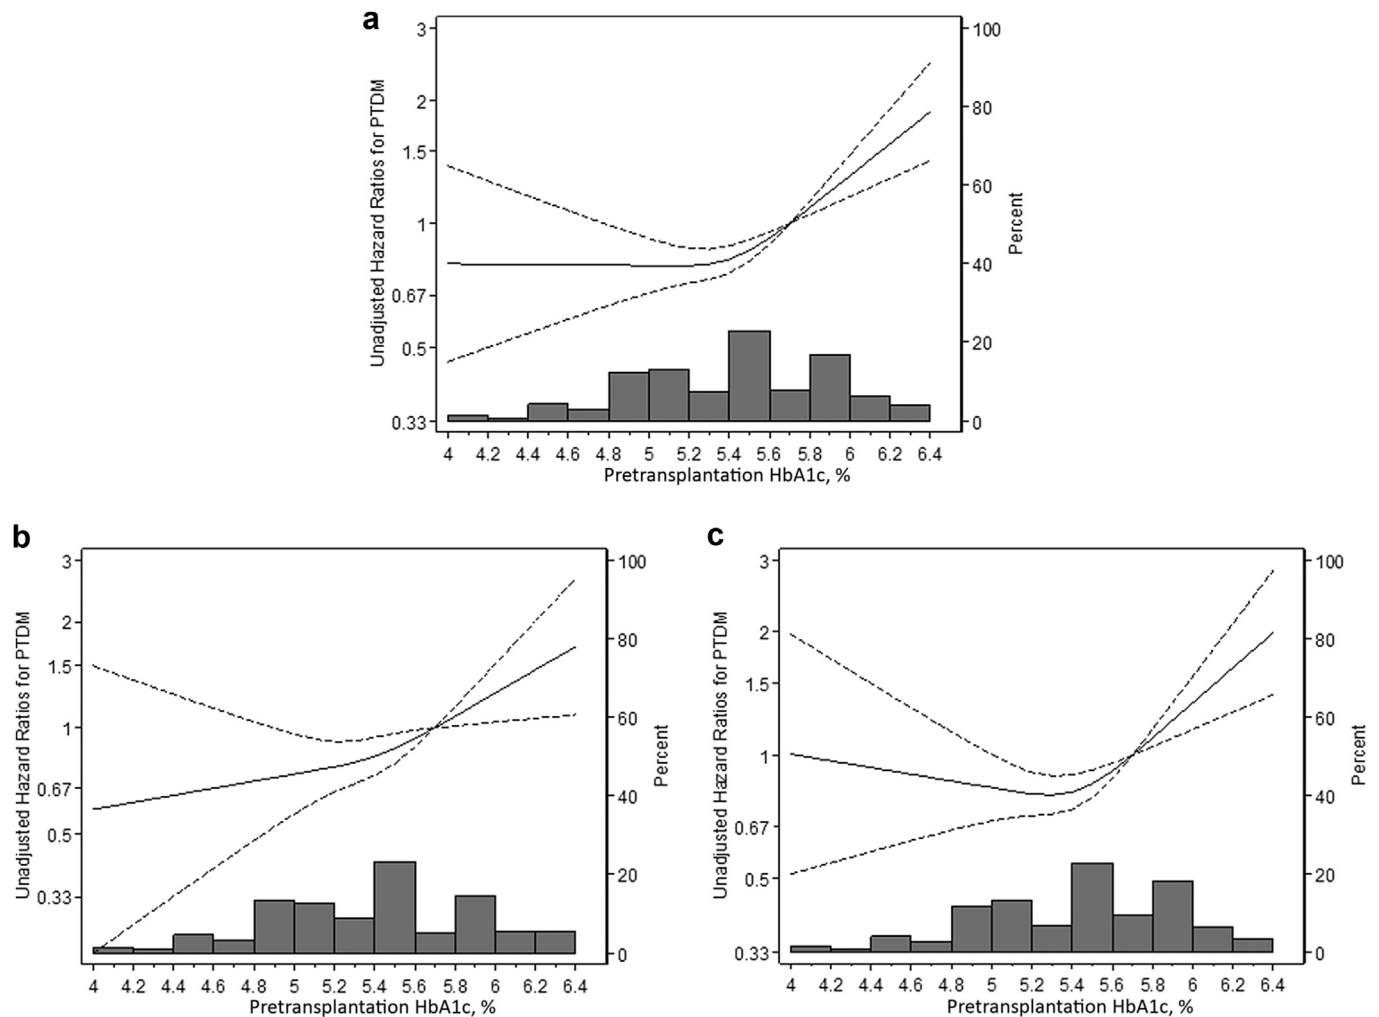 a
Unadjusted Hazard Ratios for PTDM
3
2
1.5
1
0.67
0.5
0.33
100
80
60
40
20
0
Percent
4 4.2 4.4 4.6 4.8 5 5.2 5.4 5.6 5.8 6 6.2 6.4
Pretransplantation HbA1c, %
b
Unadjusted Hazard Ratios for PTDM
3
2
1.5
1
0.67
0.5
0.33
100
80
60
40
20
0
Percent
4 4.2 4.4 4.6 4.8 5 5.2 5.4 5.6 5.8 6 6.2 6.4
Pretransplantation HbA1c, %
c
Unadjusted Hazard Ratios for PTDM
3
2
1.5
1
0.67
0.5
0.33
100
80
60
40
20
0
Percent
4 4.2 4.4 4.6 4.8 5 5.2 5.4 5.6 5.8 6 6.2 6.4
Pretransplantation HbA1c, %